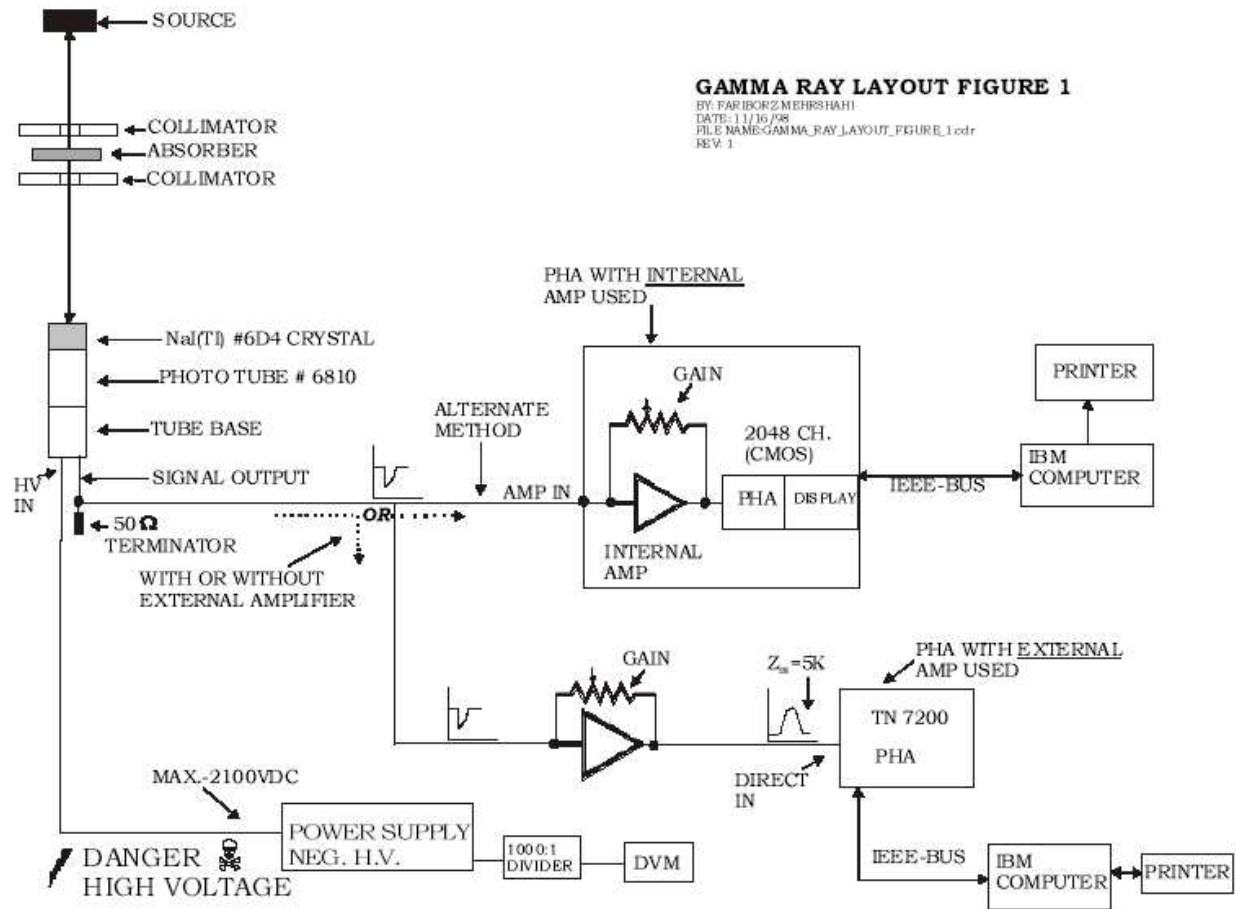 SOURCE
GAMMA RAY LAYOUT FIGURE 1
BY: FARIBORZ MEHRSHAHI
DATE: 11/16/98
FILE NAME:GAMMA_RAY_LAYOUT_FIGURE_1.cdr
REV: 1
COLLIMATOR
ABSORBER
COLLIMATOR
PHA WITH INTERNAL
AMP USED
NaI(Tl) #6D4 CRYSTAL
PHOTO TUBE # 6810
TUBE BASE
SIGNAL OUTPUT
HV
IN
50 Ω
TERMINATOR
ALTERNATE
METHOD
OR
WITH OR WITHOUT
EXTERNAL AMPLIFIER
AMP IN
GAIN
INTERNAL
AMP
2048 CH.
(CMOS)
PHA
DISPLAY
IEEE-BUS
PRINTER
IBM
COMPUTER
GAIN
Zin=5K
PHA WITH EXTERNAL
AMP USED
TN 7200
PHA
DIRECT
IN
MAX.-2100VDC
POWER SUPPLY
NEG. H.V.
1000:1
DIVIDER
DVM
DANGER
HIGH VOLTAGE
IEEE-BUS
IBM
COMPUTER
PRINTER